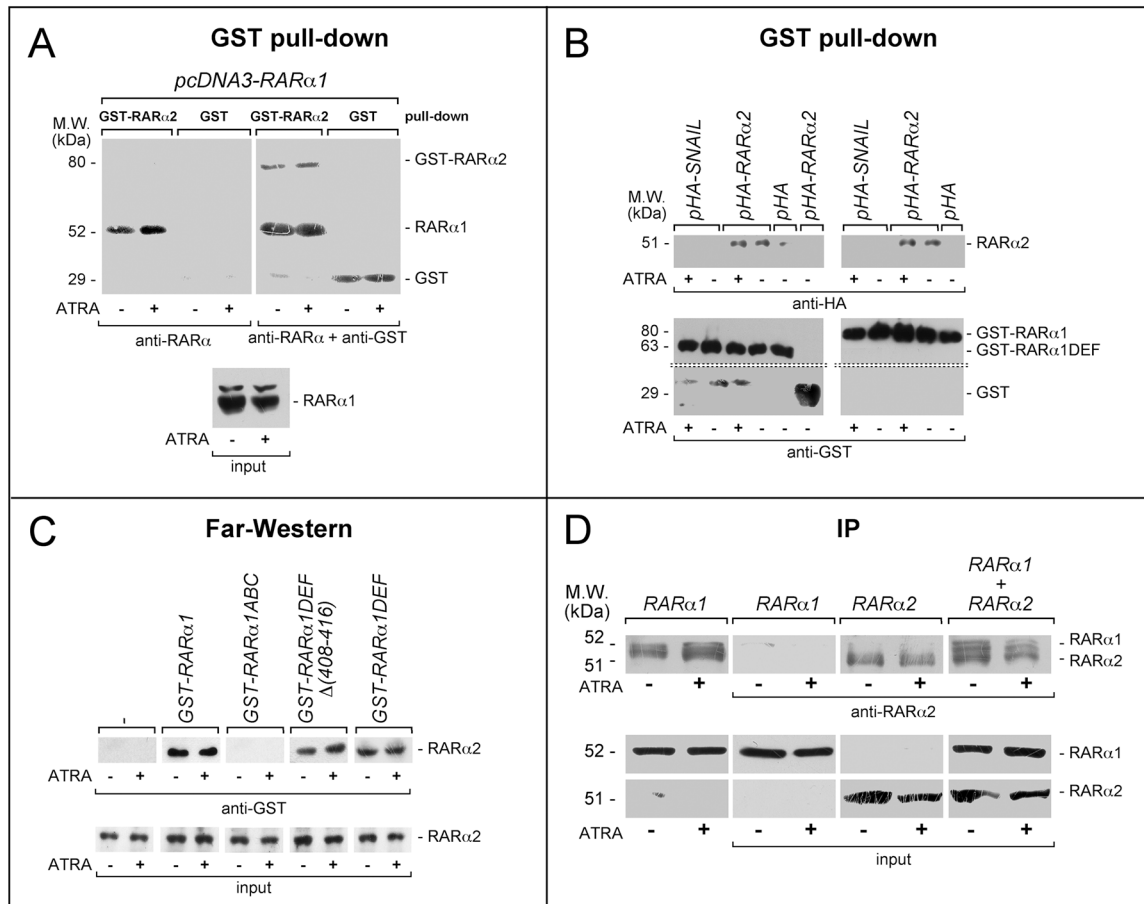 A
GST pull-down
pcDNA3-RARα1
GST-RARα2 GST GST-RARα2 GST pull-down
M.W.
(kDa)
80 -
- GST-RARα2
52 -
- RARα1
29 -
- GST
ATRA - + - + - + - +
anti-RARα
anti-RARα + anti-GST
- RARα1
ATRA - +
input
B
GST pull-down
pHA-SNAIL pHA-RARα2 pHA pHA-RARα2 pHA-SNAIL pHA-RARα2 pHA
M.W.
(kDa)
51 -
- RARα2
ATRA + - + - - - + - + - -
anti-HA
80 -
- GST-RARα1
63 -
- GST-RARα1DEF
29 -
- GST
ATRA + - + - - - + - + - -
anti-GST
C
Far-Western
- GST-RARα1 GST-RARα1ABC GST-RARα1DEF Δ(408-416) GST-RARα1DEF
- RARα2
ATRA - + - + - + - + - +
anti-GST
- RARα2
ATRA - + - + - + - + - +
input
D
IP
M.W.
(kDa)
RARα1 RARα1 RARα2 RARα1 + RARα2
52 -
- RARα1
51 -
- RARα2
ATRA - + - + - + - +
anti-RARα2
52 -
- RARα1
51 -
- RARα2
ATRA - + - + - + - +
input